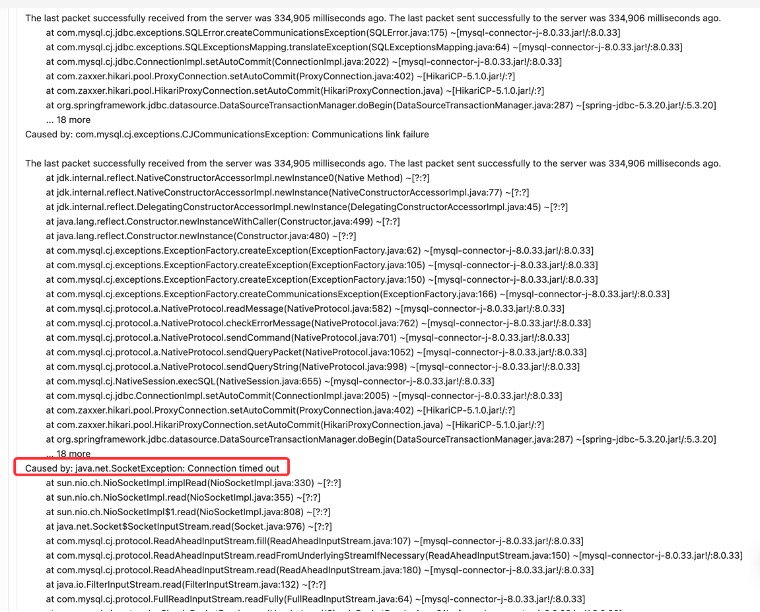 The last packet successfully received from the server was 334,905 milliseconds ago. The last packet sent successfully to the server was 334,906 milliseconds ago.
at com.mysql.cj.jdbc.exceptions.SQLError.createCommunicationsException(SQLError.java:175) ~[mysql-connector-j-8.0.33.jar!/:8.0.33]
at com.mysql.cj.jdbc.exceptions.SQLExceptionsMapping.translateException(SQLExceptionsMapping.java:64) ~[mysql-connector-j-8.0.33.jar!/:8.0.33]
at com.mysql.cj.jdbc.ConnectionImpl.setAutoCommit(ConnectionImpl.java:2022) ~[mysql-connector-j-8.0.33.jar!/:8.0.33]
at com.zaxxer.hikari.pool.ProxyConnection.setAutoCommit(ProxyConnection.java:402) ~[HikariCP-5.1.0.jar!/:?]
at com.zaxxer.hikari.pool.HikariProxyConnection.setAutoCommit(HikariProxyConnection.java) ~[HikariCP-5.1.0.jar!/:?]
at org.springframework.jdbc.datasource.DataSourceTransactionManager.doBegin(DataSourceTransactionManager.java:287) ~[spring-jdbc-5.3.20.jar!/:5.3.20]
... 18 more
Caused by: com.mysql.cj.exceptions.CJCommunicationsException: Communications link failure
The last packet successfully received from the server was 334,905 milliseconds ago. The last packet sent successfully to the server was 334,906 milliseconds ago.
at jdk.internal.reflect.NativeConstructorAccessorImpl.newInstance0(Native Method) ~[?:?]
at jdk.internal.reflect.NativeConstructorAccessorImpl.newInstance(NativeConstructorAccessorImpl.java:77) ~[?:?]
at jdk.internal.reflect.DelegatingConstructorAccessorImpl.newInstance(DelegatingConstructorAccessorImpl.java:45) ~[?:?]
at java.lang.reflect.Constructor.newInstanceWithCaller(Constructor.java:499) ~[?:?]
at java.lang.reflect.Constructor.newInstance(Constructor.java:480) ~[?:?]
at com.mysql.cj.exceptions.ExceptionFactory.createException(ExceptionFactory.java:62) ~[mysql-connector-j-8.0.33.jar!/:8.0.33]
at com.mysql.cj.exceptions.ExceptionFactory.createException(ExceptionFactory.java:105) ~[mysql-connector-j-8.0.33.jar!/:8.0.33]
at com.mysql.cj.exceptions.ExceptionFactory.createException(ExceptionFactory.java:150) ~[mysql-connector-j-8.0.33.jar!/:8.0.33]
at com.mysql.cj.exceptions.ExceptionFactory.createCommunicationsException(ExceptionFactory.java:166) ~[mysql-connector-j-8.0.33.jar!/:8.0.33]
at com.mysql.cj.protocol.a.NativeProtocol.readMessage(NativeProtocol.java:582) ~[mysql-connector-j-8.0.33.jar!/:8.0.33]
at com.mysql.cj.protocol.a.NativeProtocol.checkErrorMessage(NativeProtocol.java:762) ~[mysql-connector-j-8.0.33.jar!/:8.0.33]
at com.mysql.cj.protocol.a.NativeProtocol.sendCommand(NativeProtocol.java:701) ~[mysql-connector-j-8.0.33.jar!/:8.0.33]
at com.mysql.cj.protocol.a.NativeProtocol.sendQueryPacket(NativeProtocol.java:1052) ~[mysql-connector-j-8.0.33.jar!/:8.0.33]
at com.mysql.cj.protocol.a.NativeProtocol.sendQueryString(NativeProtocol.java:998) ~[mysql-connector-j-8.0.33.jar!/:8.0.33]
at com.mysql.cj.NativeSession.execSQL(NativeSession.java:655) ~[mysql-connector-j-8.0.33.jar!/:8.0.33]
at com.mysql.cj.jdbc.ConnectionImpl.setAutoCommit(ConnectionImpl.java:2005) ~[mysql-connector-j-8.0.33.jar!/:8.0.33]
at com.zaxxer.hikari.pool.ProxyConnection.setAutoCommit(ProxyConnection.java:402) ~[HikariCP-5.1.0.jar!/:?]
at com.zaxxer.hikari.pool.HikariProxyConnection.setAutoCommit(HikariProxyConnection.java) ~[HikariCP-5.1.0.jar!/:?]
at org.springframework.jdbc.datasource.DataSourceTransactionManager.doBegin(DataSourceTransactionManager.java:287) ~[spring-jdbc-5.3.20.jar!/:5.3.20]
... 18 more
Caused by: java.net.SocketException: Connection timed out
at sun.nio.ch.NioSocketImpl.implRead(NioSocketImpl.java:330) ~[?:?]
at sun.nio.ch.NioSocketImpl.read(NioSocketImpl.java:355) ~[?:?]
at sun.nio.ch.NioSocketImpl$1.read(NioSocketImpl.java:808) ~[?:?]
at java.net.Socket$SocketInputStream.read(Socket.java:976) ~[?:?]
at com.mysql.cj.protocol.ReadAheadInputStream.fill(ReadAheadInputStream.java:107) ~[mysql-connector-j-8.0.33.jar!/:8.0.33]
at com.mysql.cj.protocol.ReadAheadInputStream.readFromUnderlyingStreamIfNecessary(ReadAheadInputStream.java:150) ~[mysql-connector-j-8.0.33.jar!/:8.0.33]
at com.mysql.cj.protocol.ReadAheadInputStream.read(ReadAheadInputStream.java:180) ~[mysql-connector-j-8.0.33.jar!/:8.0.33]
at java.io.FilterInputStream.read(FilterInputStream.java:132) ~[?:?]
at com.mysql.cj.protocol.FullReadInputStream.readFully(FullReadInputStream.java:64) ~[mysql-connector-j-8.0.33.jar!/:8.0.33]